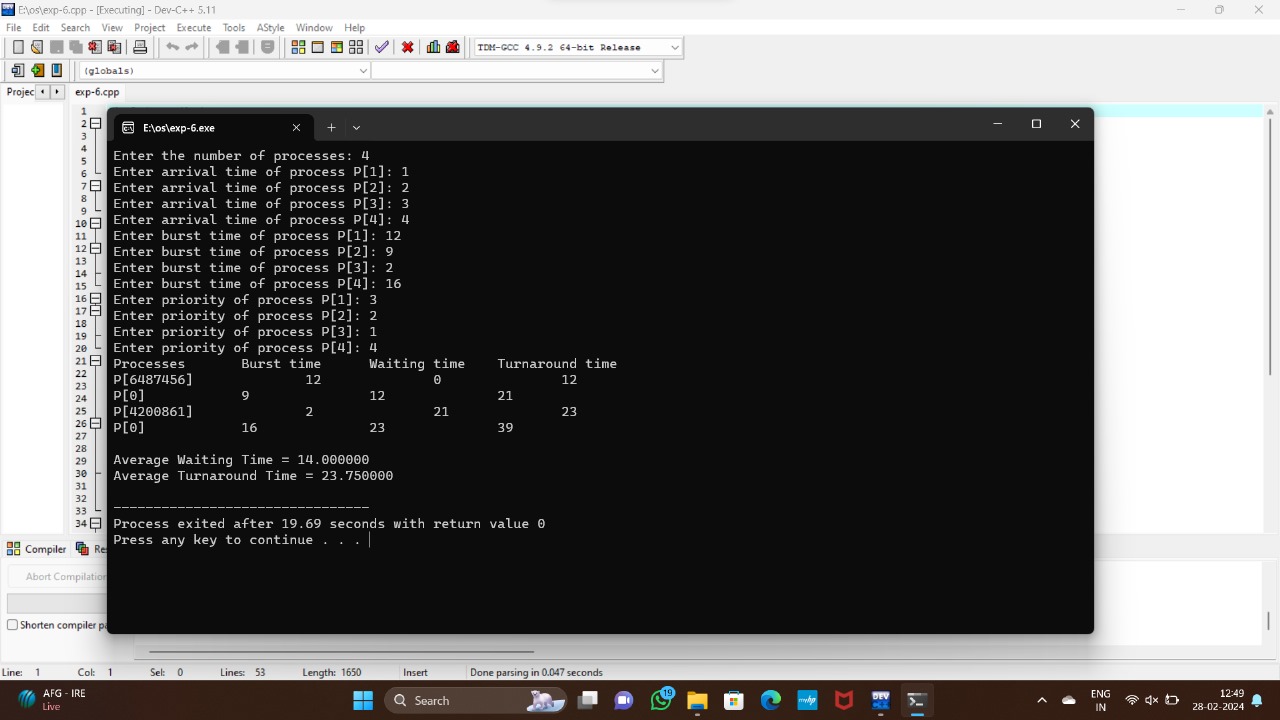 E:\os\exp-6.cpp - [Executing] - Dev-C++ 5.11
File Edit Search View Project Execute Tools AStyle Window Help
TDM-GCC 4.9.2 64-bit Release
(globals)
Projec exp-6.cpp
E:\os\exp-6.exe
1
2
3
4
5
6
7
8
9
10
11
12
13
14
15
16
17
18
19
20
21
22
23
24
25
26
27
28
29
30
31
32
33
34
Enter the number of processes: 4
Enter arrival time of process P[1]: 1
Enter arrival time of process P[2]: 2
Enter arrival time of process P[3]: 3
Enter arrival time of process P[4]: 4
Enter burst time of process P[1]: 12
Enter burst time of process P[2]: 9
Enter burst time of process P[3]: 2
Enter burst time of process P[4]: 16
Enter priority of process P[1]: 3
Enter priority of process P[2]: 2
Enter priority of process P[3]: 1
Enter priority of process P[4]: 4
Processes Burst time Waiting time Turnaround time
P[6487456] 12 0 12
P[0] 9 12 21
P[4200861] 2 21 23
P[0] 16 23 39
Average Waiting Time = 14.000000
Average Turnaround Time = 23.750000
--------------------------------
Process exited after 19.69 seconds with return value 0
Press any key to continue . . .
Compiler Res
Abort Compilation
Shorten compiler pa
Line: 1 Col: 1 Sel: 0 Lines: 53 Length: 1650 Insert Done parsing in 0.047 seconds
AFG - IRE
Live
Search
19
ENG
IN
12:49
28-02-2024